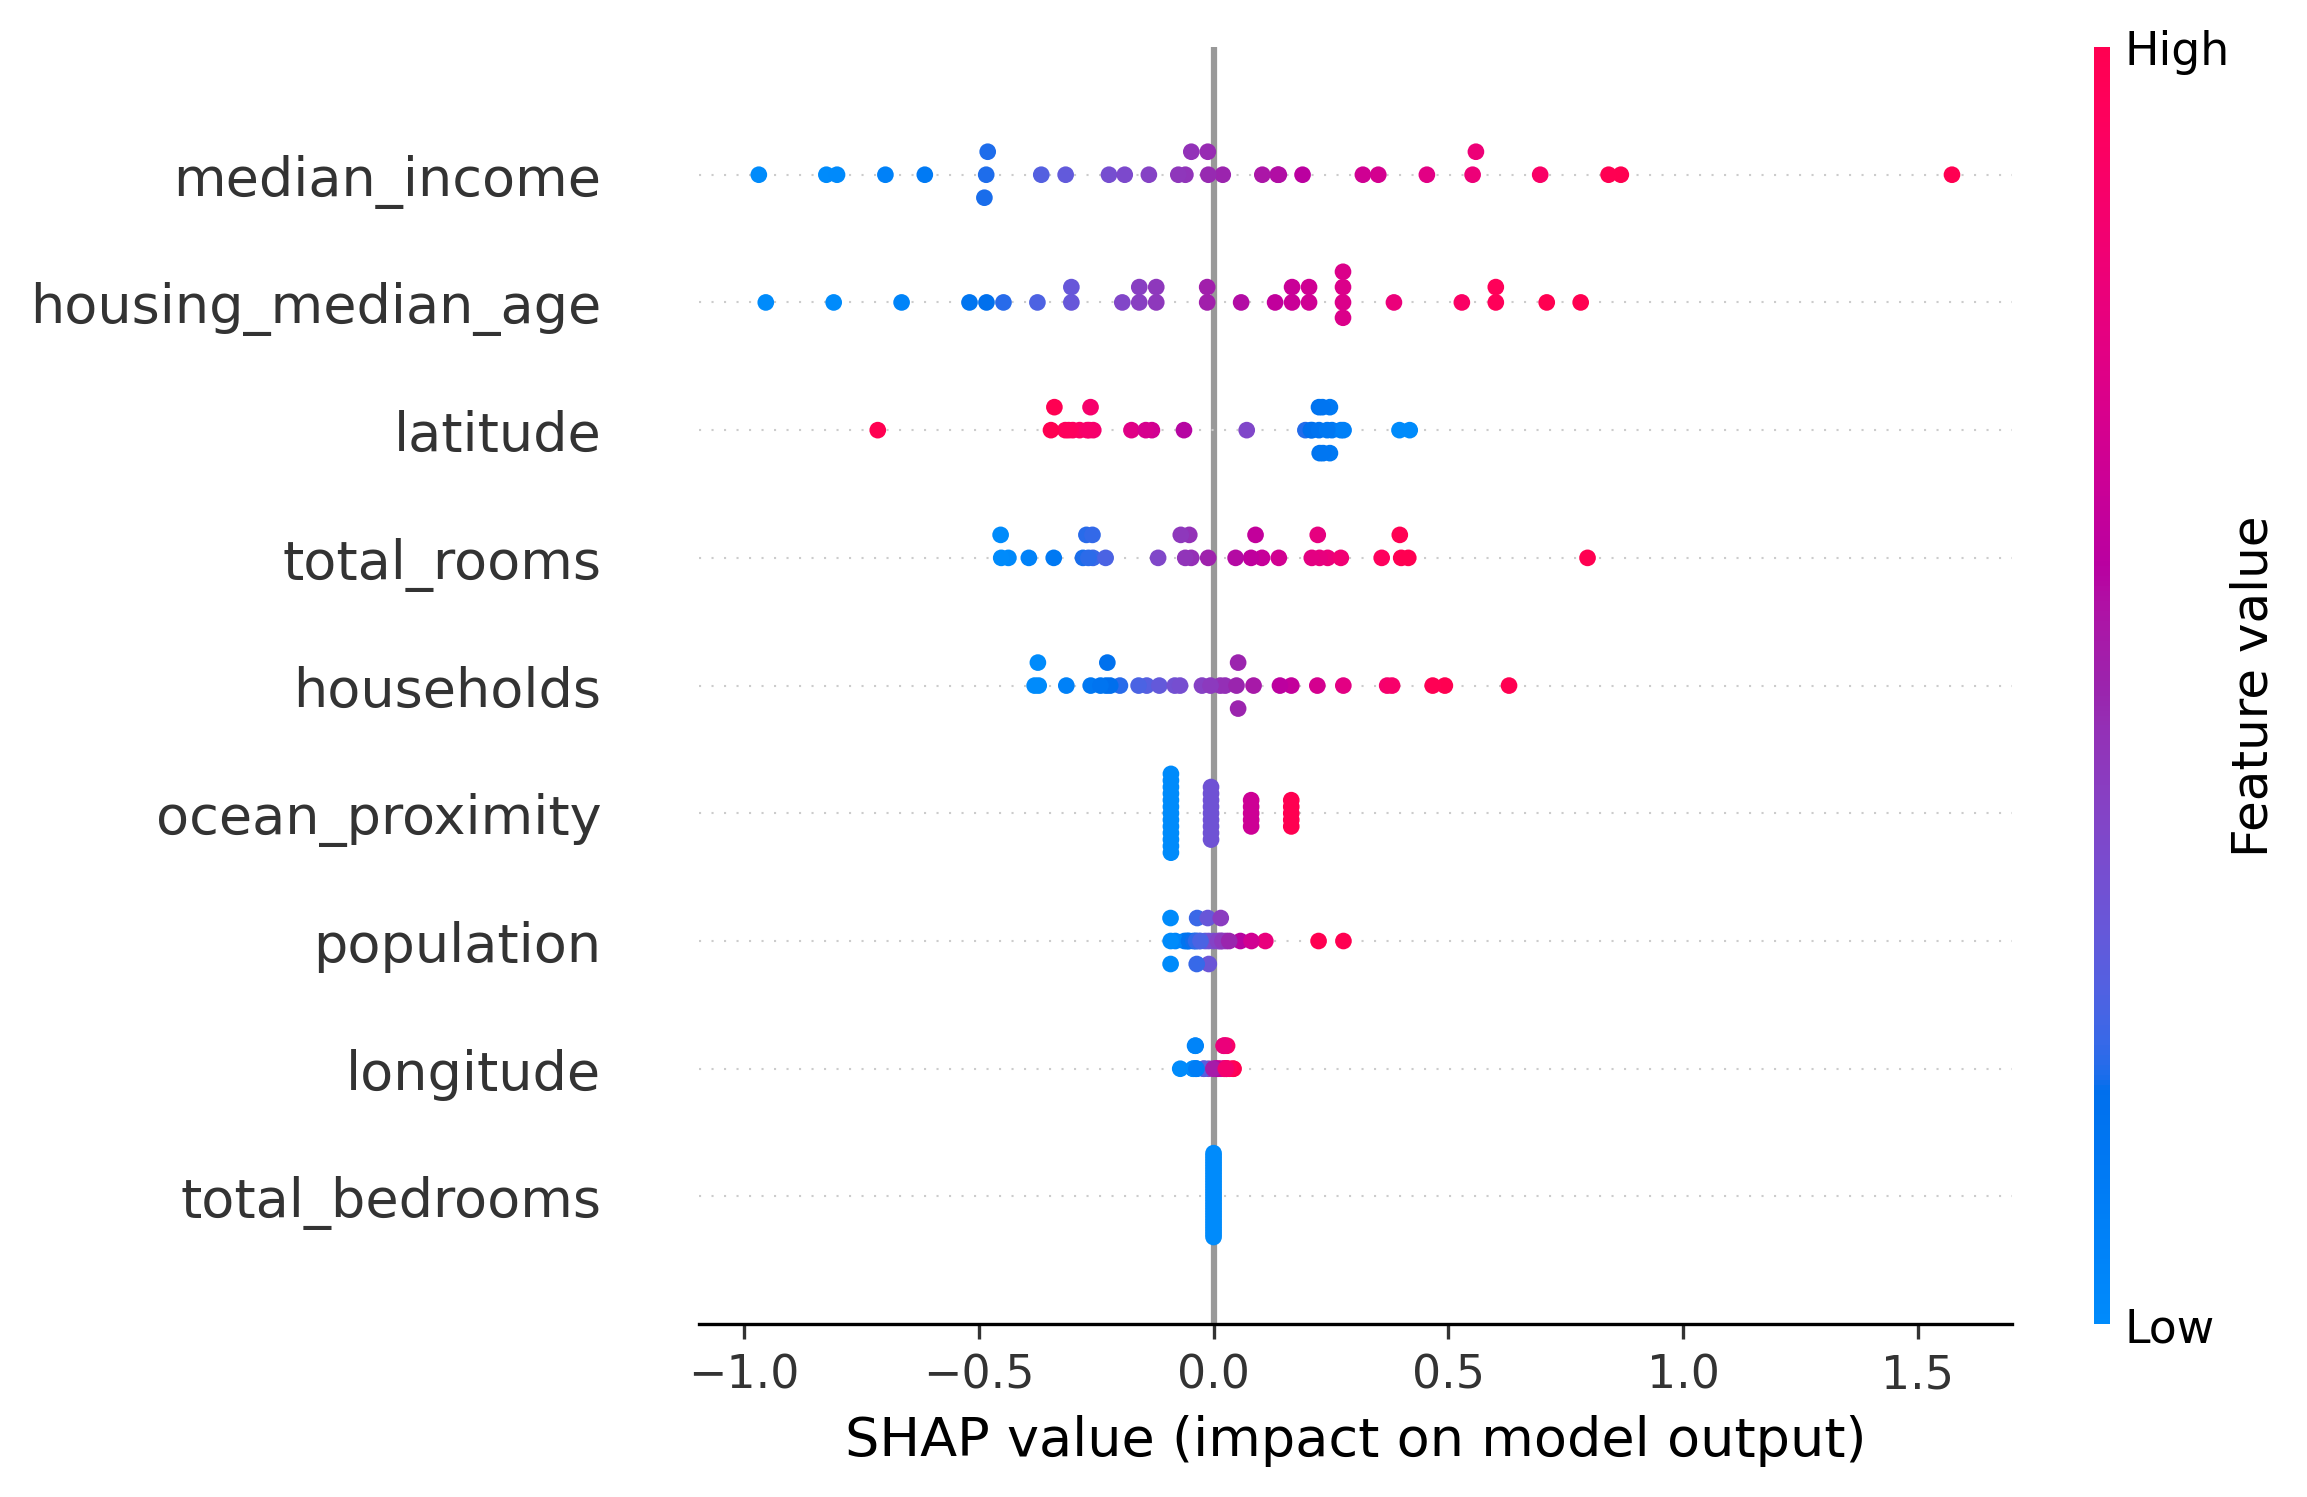 High
median_income
housing_median_age
latitude
total_rooms
households
ocean_proximity
population
longitude
total_bedrooms
Feature value
Low
−1.0 −0.5 0.0 0.5 1.0 1.5
SHAP value (impact on model output)